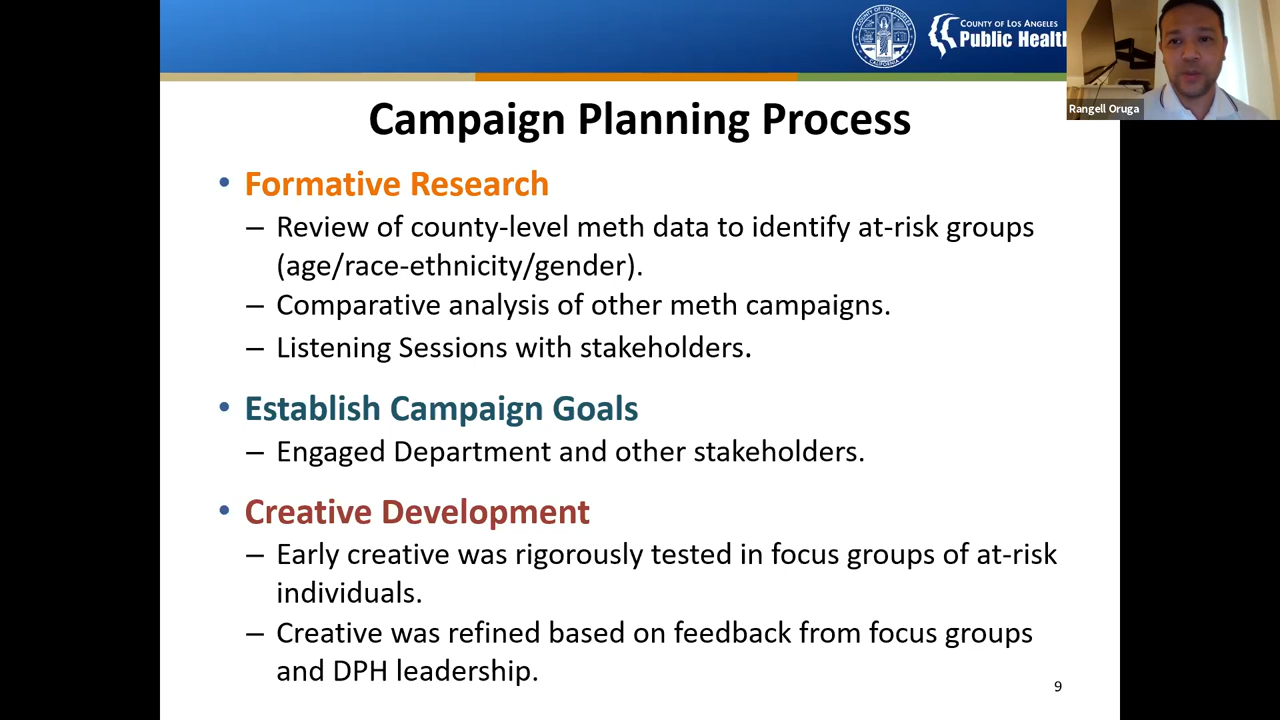 COUNTY OF LOS ANGELES
Public Health
Rangell Oruga
Campaign Planning Process
• Formative Research
– Review of county-level meth data to identify at-risk groups
(age/race-ethnicity/gender).
– Comparative analysis of other meth campaigns.
– Listening Sessions with stakeholders.
• Establish Campaign Goals
– Engaged Department and other stakeholders.
• Creative Development
– Early creative was rigorously tested in focus groups of at-risk
individuals.
– Creative was refined based on feedback from focus groups
and DPH leadership.
9